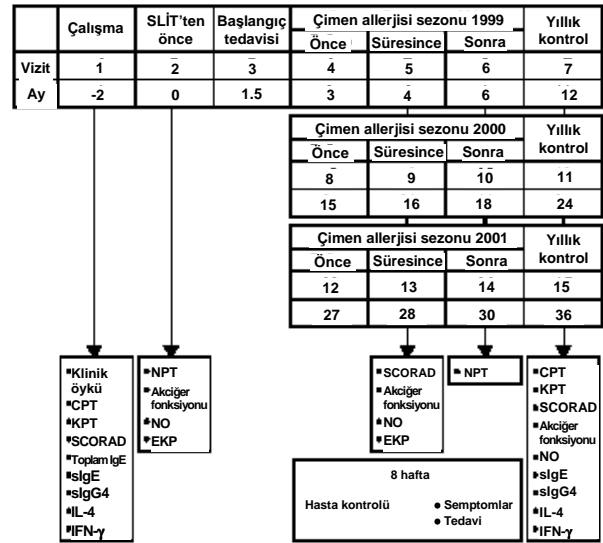 Çalışma SLİT'ten önce Başlangıç tedavisi Çimen allerjisi sezonu 1999 Yıllık kontrol
Önce Süresince Sonra
Vizit 1 2 3 4 5 6 7
Ay -2 0 1.5 3 4 6 12
Çimen allerjisi sezonu 2000 Yıllık kontrol
Önce Süresince Sonra
8 9 10 11
15 16 18 24
Çimen allerjisi sezonu 2001 Yıllık kontrol
Önce Süresince Sonra
12 13 14 15
27 28 30 36
Klinik
öykü
CPT
KPT
SCORAD
Toplam IgE
sIgE
sIgG4
IL-4
IFN-γ
NPT
Akciğer
fonksiyonu
NO
EKP
SCORAD
Akciğer
fonksiyonu
NO
EKP
NPT
CPT
KPT
SCORAD
Akciğer
fonksiyonu
NO
sIgE
sIgG4
IL-4
IFN-γ
8 hafta
Hasta kontrolü ● Semptomlar
● Tedavi